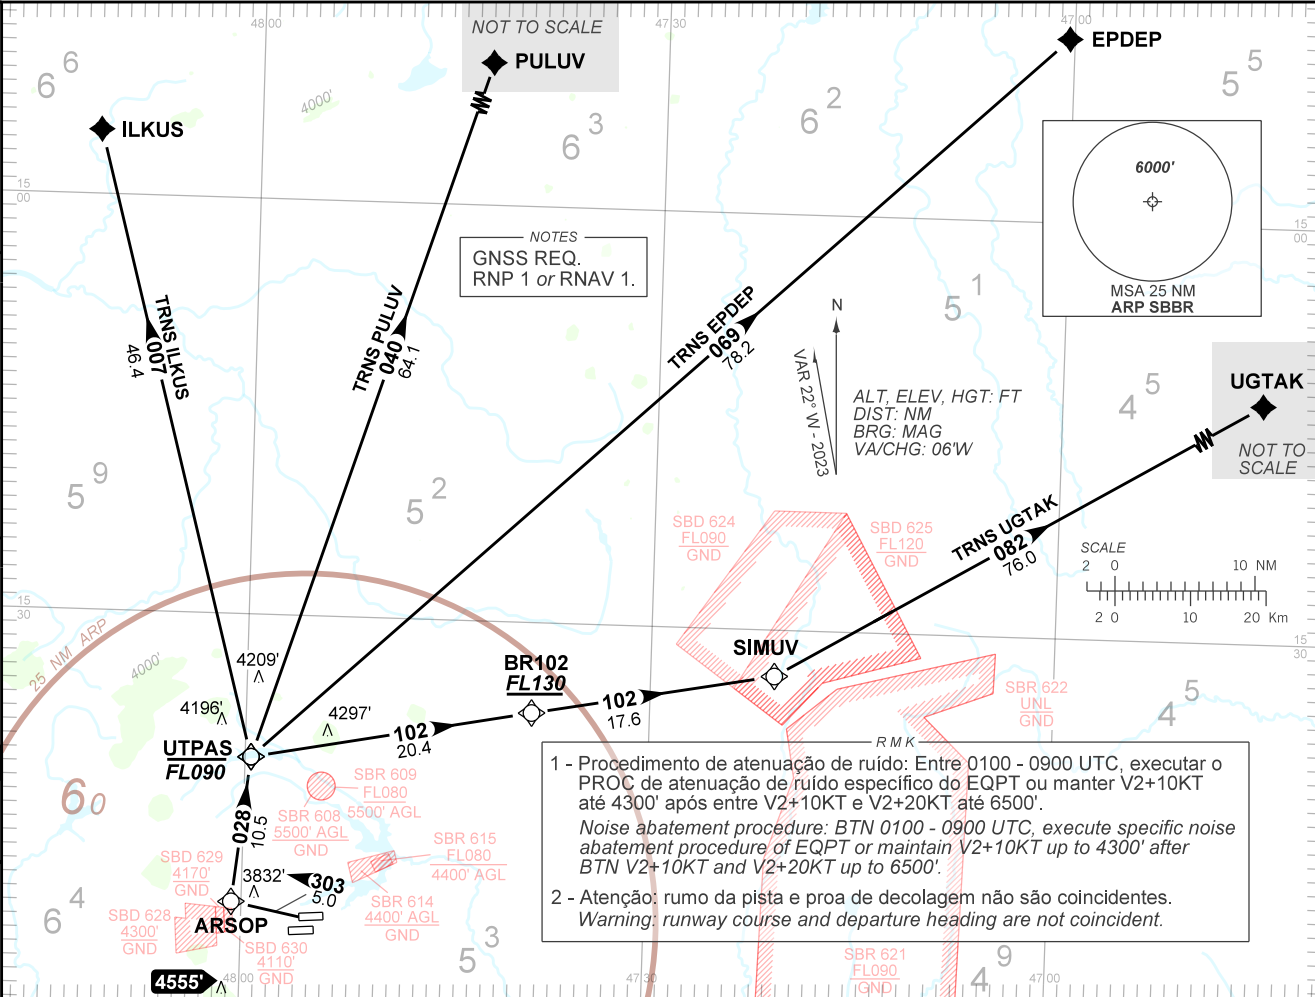 48 00
47 30
47 00
NOT TO SCALE
PULUV
EPDEP
6 6
4000'
6 3
6 2
5 5
ILKUS
6000'
MSA 25 NM
ARP SBBR
15 00
15 00
NOTES
GNSS REQ.
RNP 1 or RNAV 1.
TRNS ILKUS
007
46.4
TRNS PULUV
040
64.1
TRNS EPDEP
069
78.2
N
VAR 22° W - 2023
5 1
ALT, ELEV, HGT: FT
DIST: NM
BRG: MAG
VA/CHG: 06'W
4 5
UGTAK
NOT TO
SCALE
5 9
5 2
SBD 624
FL090
GND
SBD 625
FL120
GND
TRNS UGTAK
082
76.0
SCALE
2 0 10 NM
2 0 10 20 Km
15 30
15 30
25 NM ARP
4000'
4209'
4196'
4297'
UTPAS
FL090
102
20.4
BR102
FL130
102
17.6
SIMUV
SBR 622
UNL
GND
4 5
60
028
10.5
SBR 609
FL080
5500' AGL
SBR 608
5500' AGL
GND
SBR 615
FL080
4400' AGL
SBR 614
4400' AGL
GND
SBD 629
4170'
GND
3832'
303
5.0
ARSOP
SBD 628
4300'
GND
SBD 630
4110'
GND
6 4
5 3
4555'
48 00
47 30
47 00
RMK
1 - Procedimento de atenuação de ruído: Entre 0100 - 0900 UTC, executar o
PROC de atenuação de ruído específico do EQPT ou manter V2+10KT
até 4300' após entre V2+10KT e V2+20KT até 6500'.
Noise abatement procedure: BTN 0100 - 0900 UTC, execute specific noise
abatement procedure of EQPT or maintain V2+10KT up to 4300' after
BTN V2+10KT and V2+20KT up to 6500'.
2 - Atenção: rumo da pista e proa de decolagem não são coincidentes.
Warning: runway course and departure heading are not coincident.
SBR 621
FL090
GND
4 9